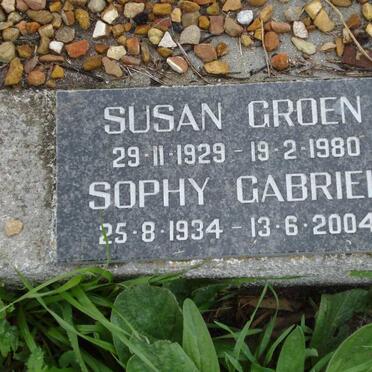 SUSAN GROEN
29·11·1929 - 19·2·1980
SOPHY GABRIEL
25·8·1934 - 13·6·2004